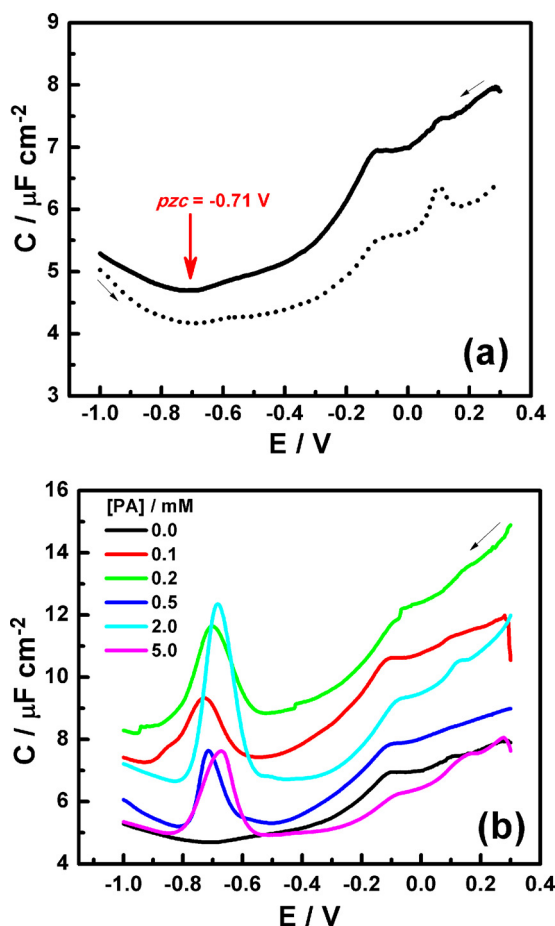 (a)
9
8
7
6
5
4
3
C / μF cm⁻²
pzc = -0.71 V
-1.0 -0.8 -0.6 -0.4 -0.2 0.0 0.2 0.4
E / V
(b)
16
14
12
10
8
6
4
C / μF cm⁻²
[PA] / mM
0.0
0.1
0.2
0.5
2.0
5.0
-1.0 -0.8 -0.6 -0.4 -0.2 0.0 0.2 0.4
E / V